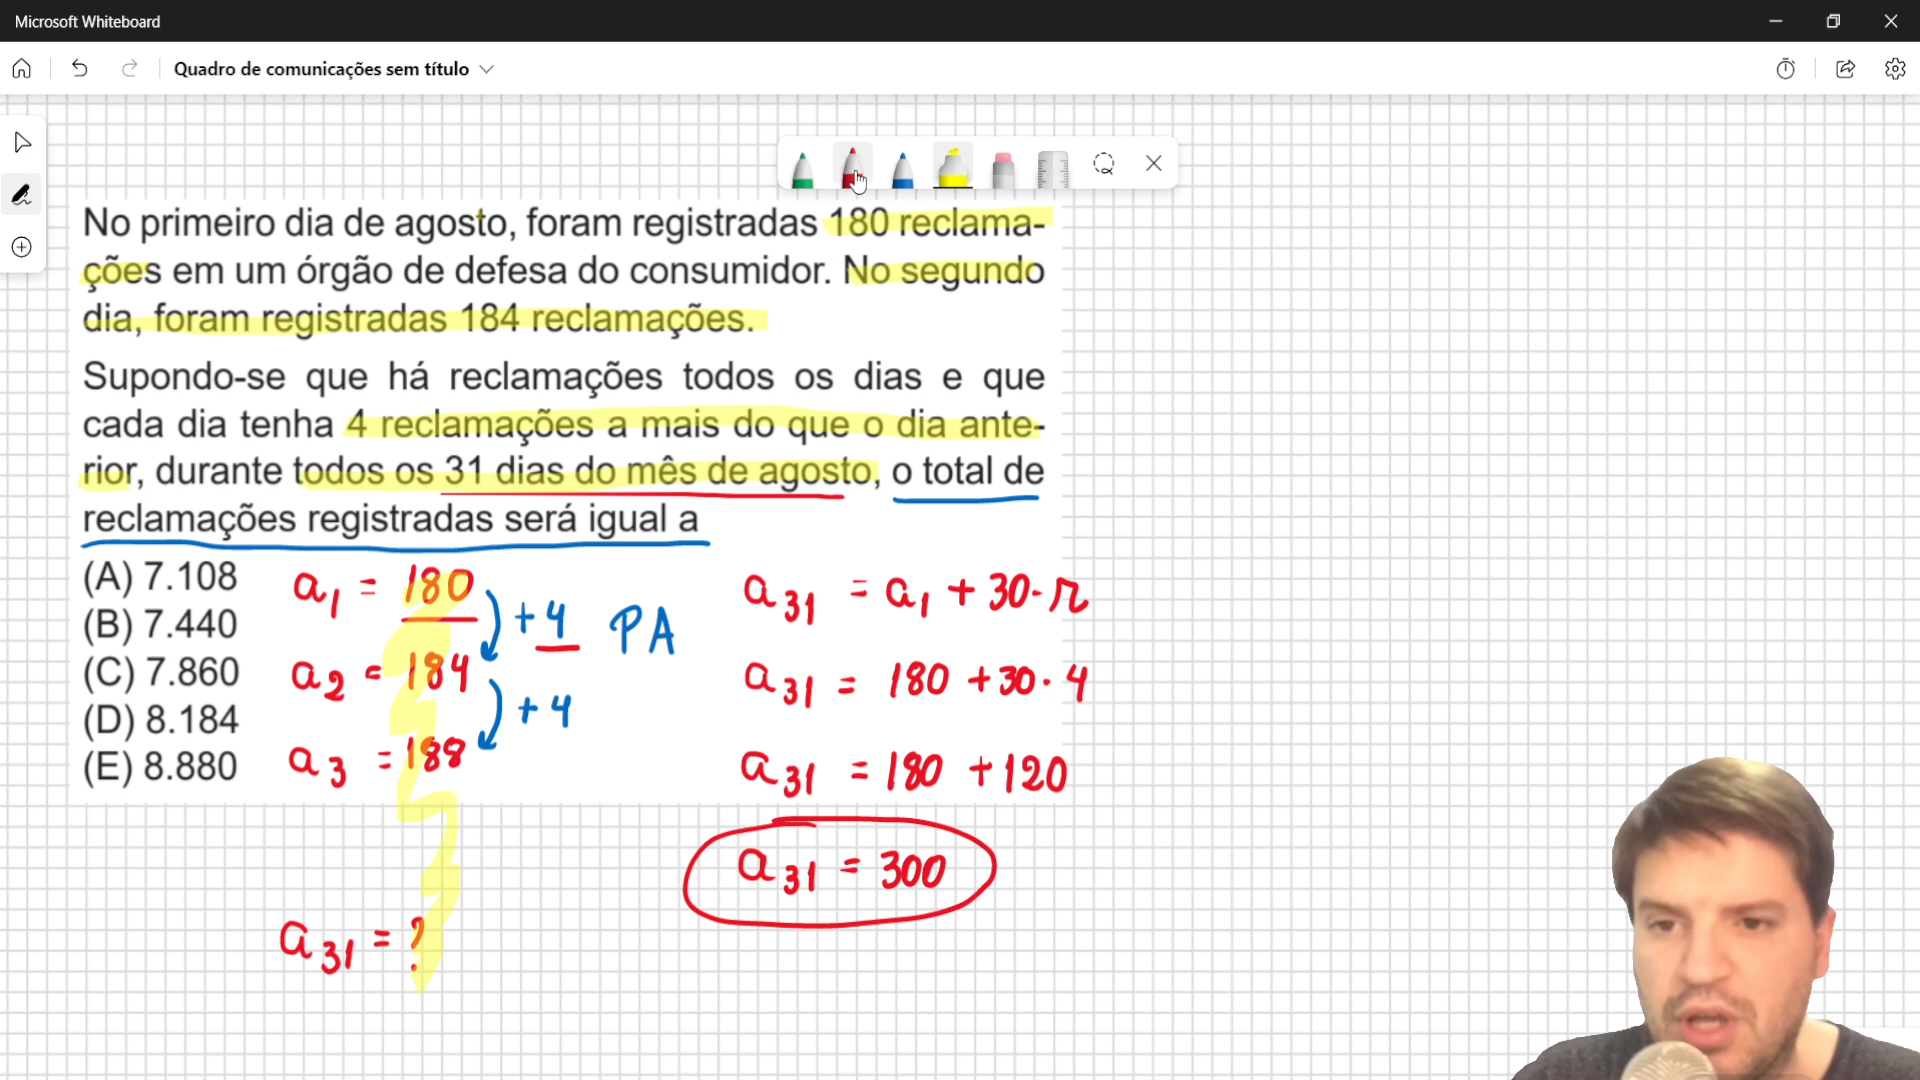 Microsoft Whiteboard
Quadro de comunicações sem título
No primeiro dia de agosto, foram registradas 180 reclama-
ções em um órgão de defesa do consumidor. No segundo
dia, foram registradas 184 reclamações.
Supondo-se que há reclamações todos os dias e que
cada dia tenha 4 reclamações a mais do que o dia ante-
rior, durante todos os 31 dias do mês de agosto, o total de
reclamações registradas será igual a
(A) 7.108
(B) 7.440
(C) 7.860
(D) 8.184
(E) 8.880
a1 = 180
+4 PA
a2 = 184
+4
a3 = 188
a31 = ?
a31 = a1 + 30·r
a31 = 180 + 30·4
a31 = 180 + 120
a31 = 300